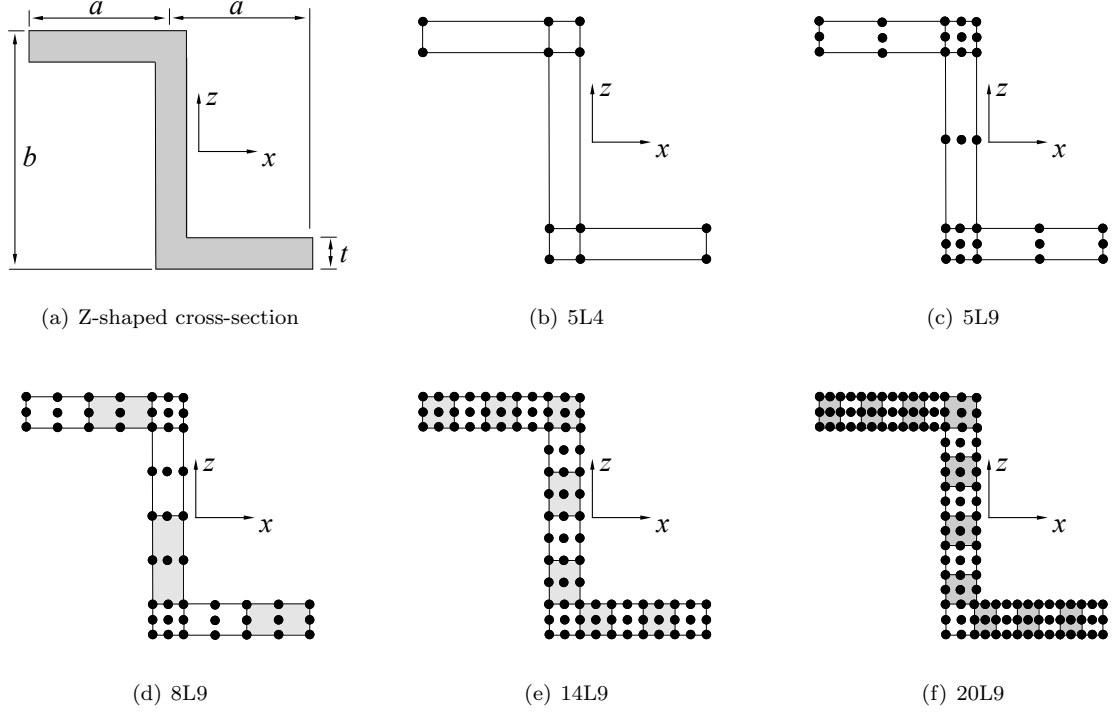 a a
z
x
b
t
z
x
z
x
(a) Z-shaped cross-section
(b) 5L4
(c) 5L9
z
x
z
x
z
x
(d) 8L9
(e) 14L9
(f) 20L9